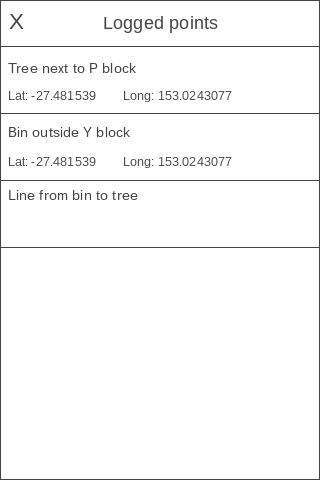 X Logged points
Tree next to P block
Lat: -27.481539 Long: 153.0243077
Bin outside Y block
Lat: -27.481539 Long: 153.0243077
Line from bin to tree